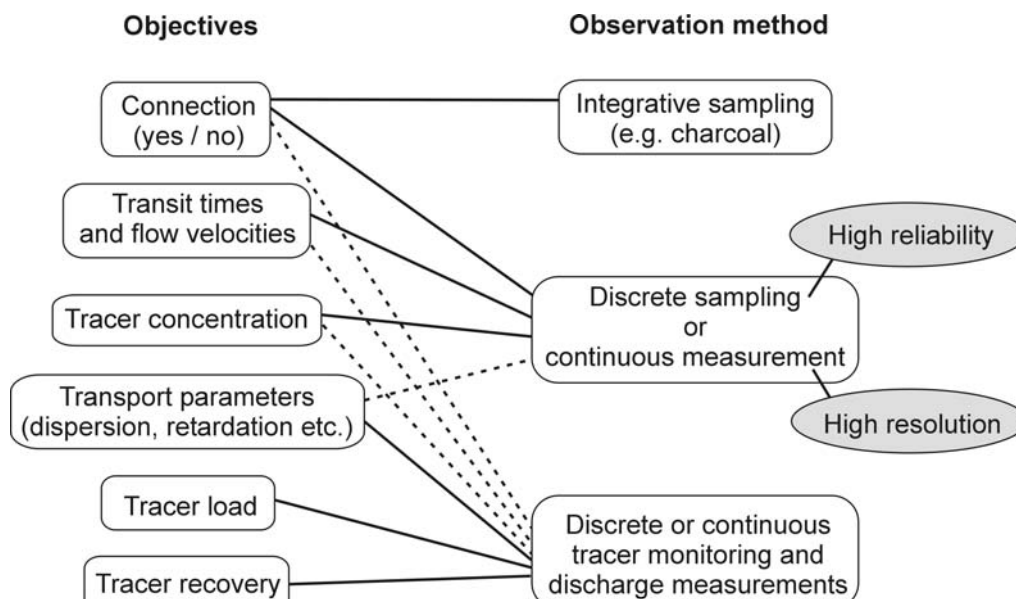 Objectives
Observation method
Connection
(yes / no)
Integrative sampling
(e.g. charcoal)
Transit times
and flow velocities
High reliability
Tracer concentration
Discrete sampling
or
continuous measurement
Transport parameters
(dispersion, retardation etc.)
High resolution
Tracer load
Discrete or continuous
tracer monitoring and
discharge measurements
Tracer recovery